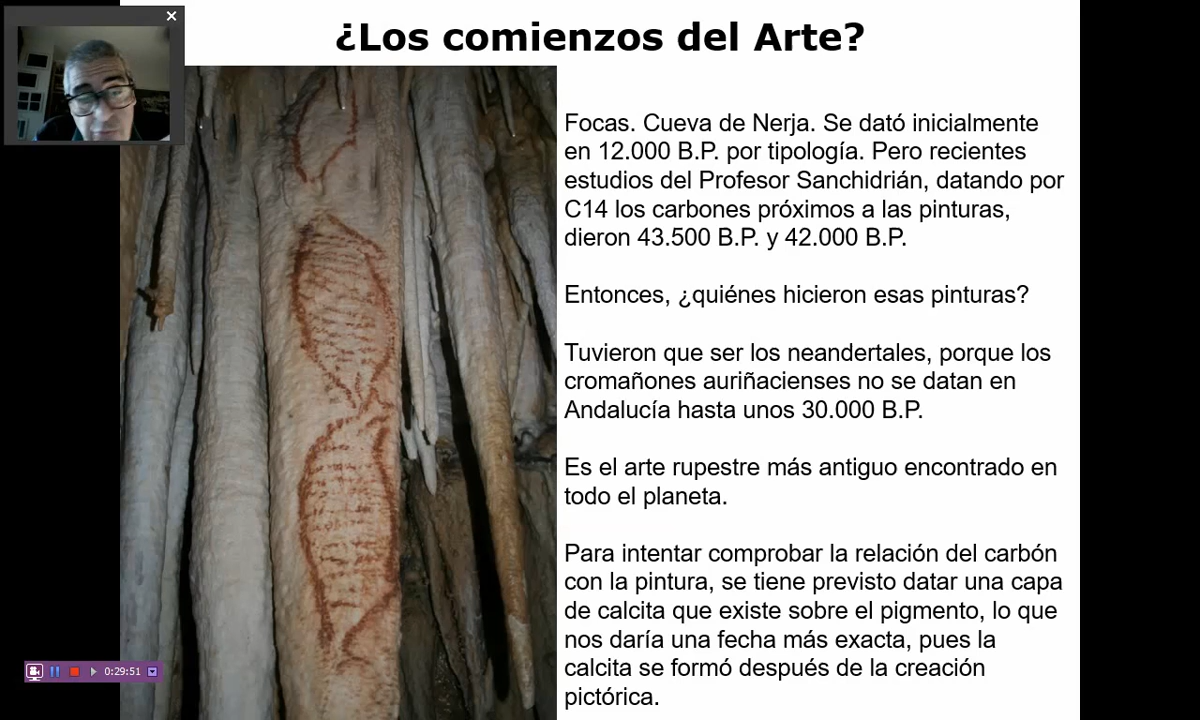 ¿Los comienzos del Arte?
Focas. Cueva de Nerja. Se dató inicialmente
en 12.000 B.P. por tipología. Pero recientes
estudios del Profesor Sanchidrián, datando por
C14 los carbones próximos a las pinturas,
dieron 43.500 B.P. y 42.000 B.P.
Entonces, ¿quiénes hicieron esas pinturas?
Tuvieron que ser los neandertales, porque los
cromañones auriñacienses no se datan en
Andalucía hasta unos 30.000 B.P.
Es el arte rupestre más antiguo encontrado en
todo el planeta.
Para intentar comprobar la relación del carbón
con la pintura, se tiene previsto datar una capa
de calcita que existe sobre el pigmento, lo que
nos daría una fecha más exacta, pues la
calcita se formó después de la creación
pictórica.
0:29:51